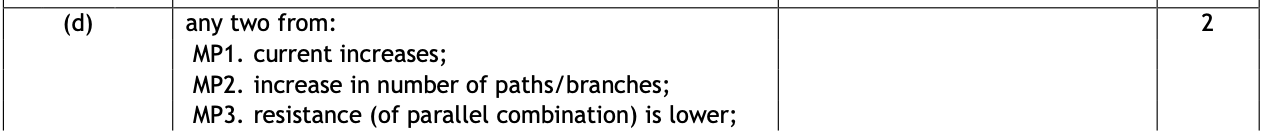 (d) any two from: 2
MP1. current increases;
MP2. increase in number of paths/branches;
MP3. resistance (of parallel combination) is lower;